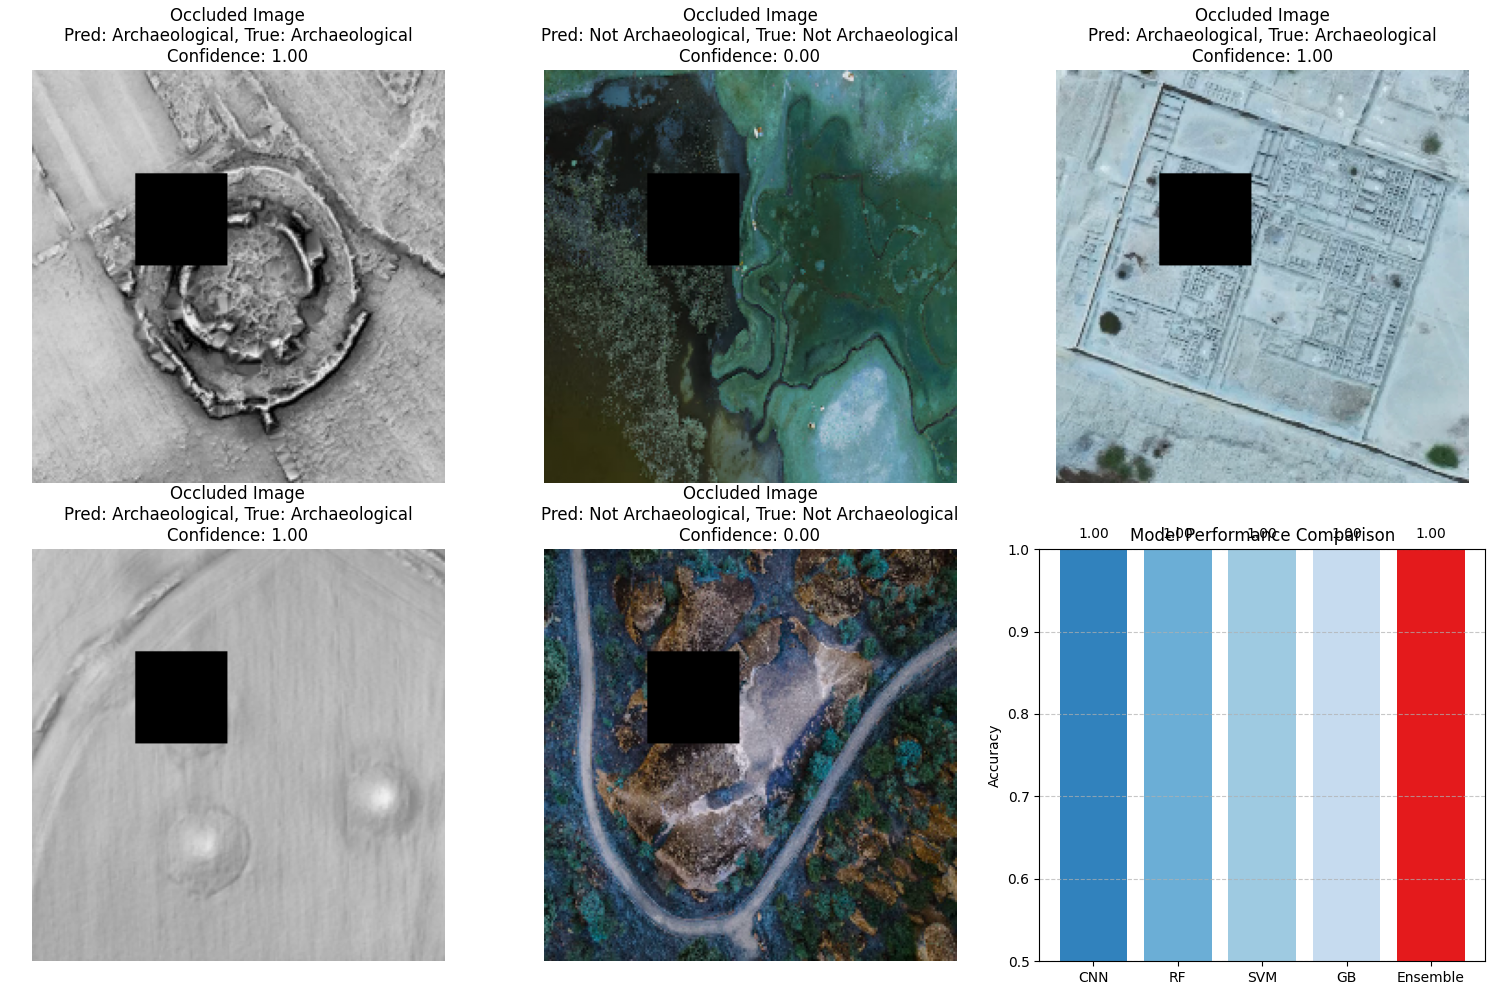 Occluded Image
Pred: Archaeological, True: Archaeological
Confidence: 1.00
Occluded Image
Pred: Not Archaeological, True: Not Archaeological
Confidence: 0.00
Occluded Image
Pred: Archaeological, True: Archaeological
Confidence: 1.00
Occluded Image
Pred: Archaeological, True: Archaeological
Confidence: 1.00
Occluded Image
Pred: Not Archaeological, True: Not Archaeological
Confidence: 0.00
Model Performance Comparison
1.00 1.00 1.00 1.00 1.00
1.0
0.9
0.8
0.7
0.6
0.5
Accuracy
CNN RF SVM GB Ensemble